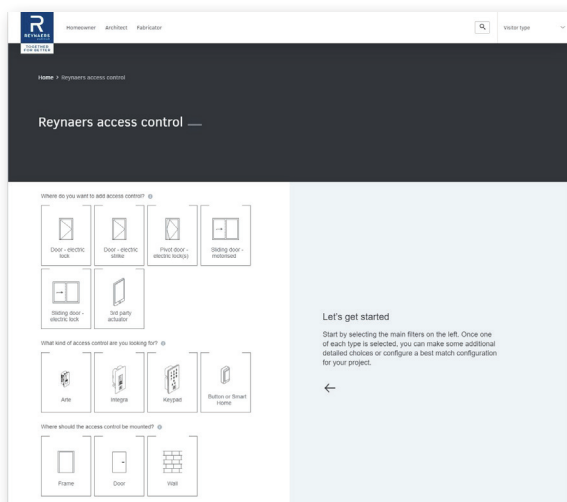 R
REYNAERS
TOGETHER
FOR BETTER
Homeowner Architect Fabricator
Visitor type
Home > Reynaers access control
Reynaers access control
Where do you want to add access control?
Door - electric
lock
Door - electric
strike
Pivot door -
electric lock(s)
Sliding door -
motorised
Sliding door -
electric lock
3rd party
actuator
What kind of access control are you looking for?
Arte
Integra
Keypad
Button or Smart
Home
Where should the access control be mounted?
Frame
Door
Wall
Let's get started
Start by selecting the main filters on the left. Once one
of each type is selected, you can make some additional
detailed choices or configure a best match configuration
for your project.